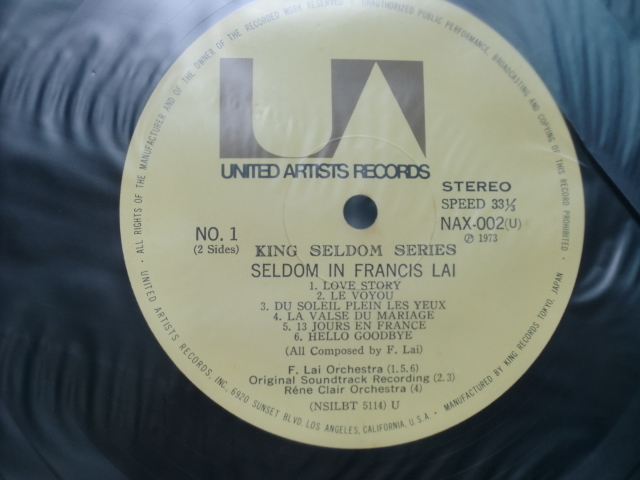 UA
UNITED ARTISTS RECORDS
STEREO
SPEED 33⅓
NAX-002(U)
℗ 1973
NO. 1
(2 Sides)
KING SELDOM SERIES
SELDOM IN FRANCIS LAI
1. LOVE STORY
2. LE VOYOU
3. DU SOLEIL PLEIN LES YEUX
4. LA VALSE DU MARIAGE
5. 13 JOURS EN FRANCE
6. HELLO GOODBYE
(All Composed by F. Lai)
F. Lai Orchestra (1.5.6)
Original Soundtrack Recording (2.3)
Réne Clair Orchestra (4)
(NSILBT 5114) U
· ALL RIGHTS OF THE MANUFACTURER AND OF THE OWNER OF THE RECORDED WORK RESERVED · UNAUTHORIZED PUBLIC PERFORMANCE, BROADCASTING AND COPYING OF THIS RECORD PROHIBITED ·
UNITED ARTISTS RECORDS, INC., 6920 SUNSET BLVD, LOS ANGELES, CALIFORNIA, U.S.A. · MANUFACTURED BY KING RECORDS TOKYO, JAPAN